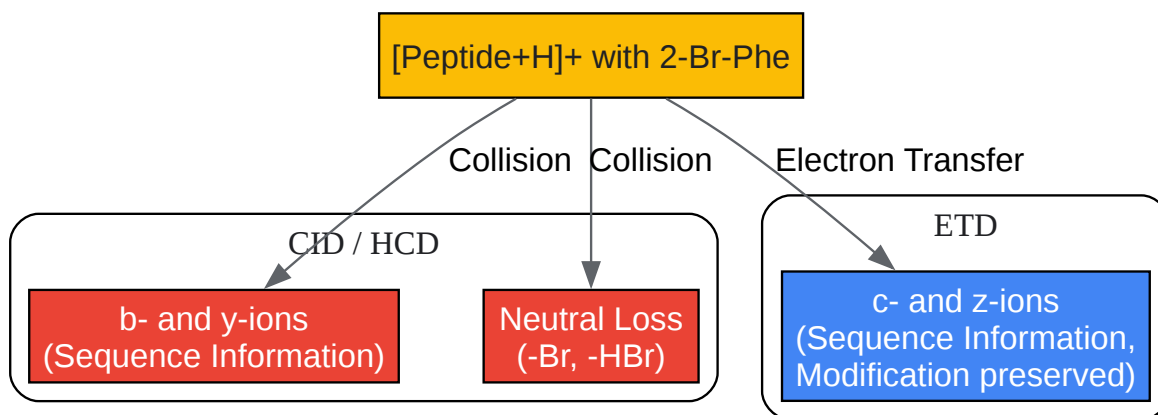 [Peptide+H]+ with 2-Br-Phe
Collision
Collision
Electron Transfer
CID / HCD
ETD
b- and y-ions
(Sequence Information)
Neutral Loss
(-Br, -HBr)
c- and z-ions
(Sequence Information,
Modification preserved)